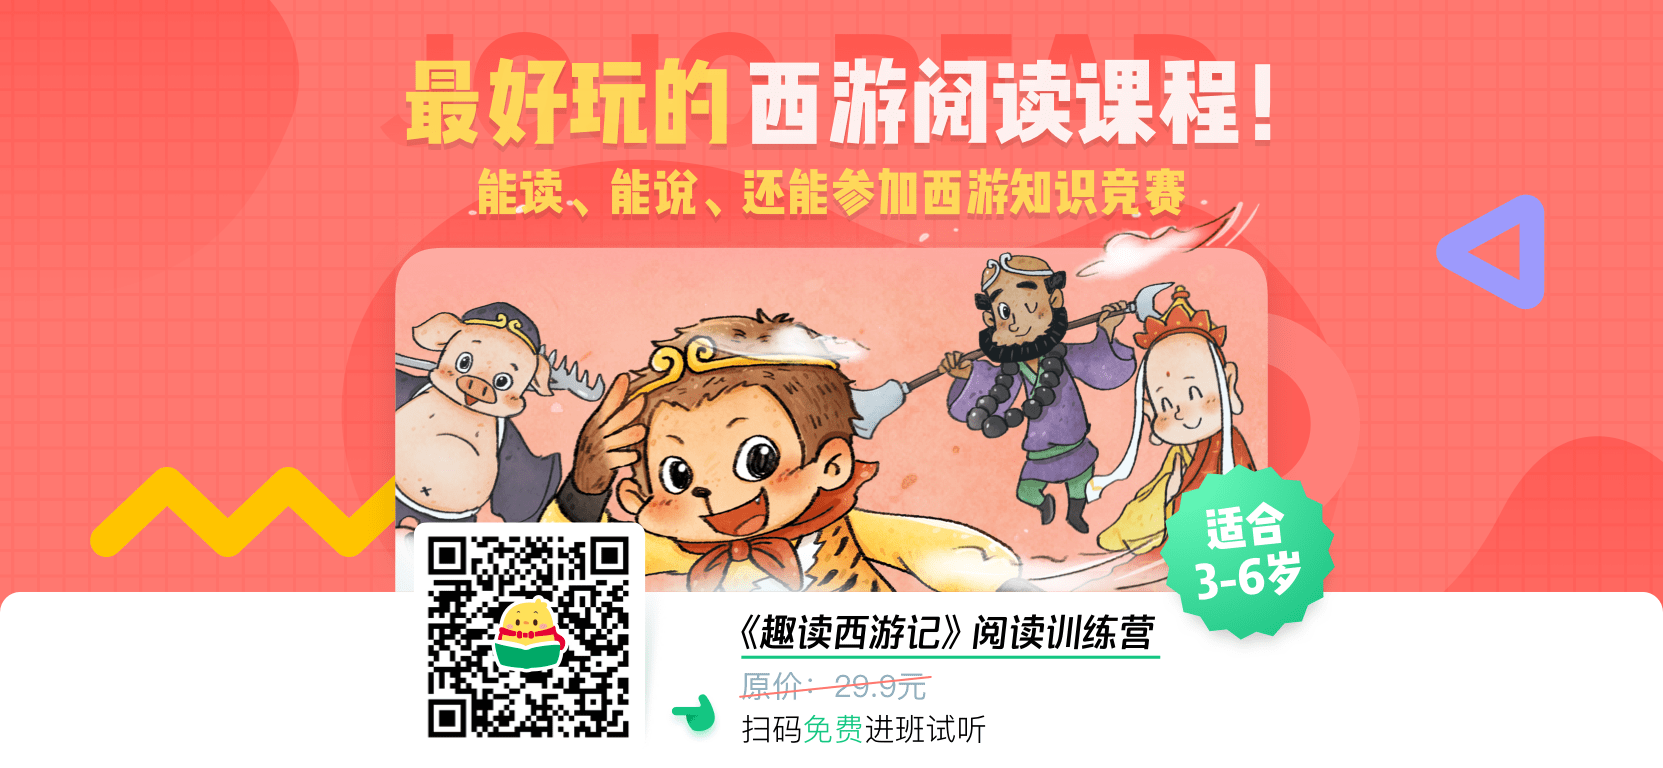 JOJO READ
最好玩的 西游阅读课程!
能读、能说、还能参加西游知识竞赛
适合
3-6岁
《趣读西游记》阅读训练营
原价：29.9元
扫码免费进班试听